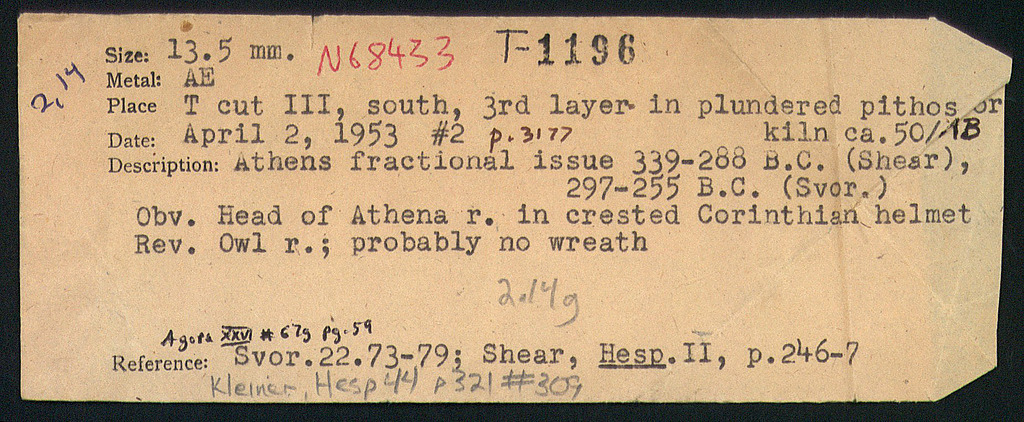 Size: 13.5 mm. N68433 T-1196
2,14
Metal: AE
Place T cut III, south, 3rd layer in plundered pithos or
Date: April 2, 1953 #2 p.3177 kiln ca.50/ΛB
Description: Athens fractional issue 339-288 B.C. (Shear),
297-255 B.C. (Svor.)
Obv. Head of Athena r. in crested Corinthian helmet
Rev. Owl r.; probably no wreath
2.14g
Agora XXVI # 67g pg.59
Reference: Svor.22.73-79; Shear, Hesp.II, p.246-7
Kleiner, Hesp 44 p321 #309